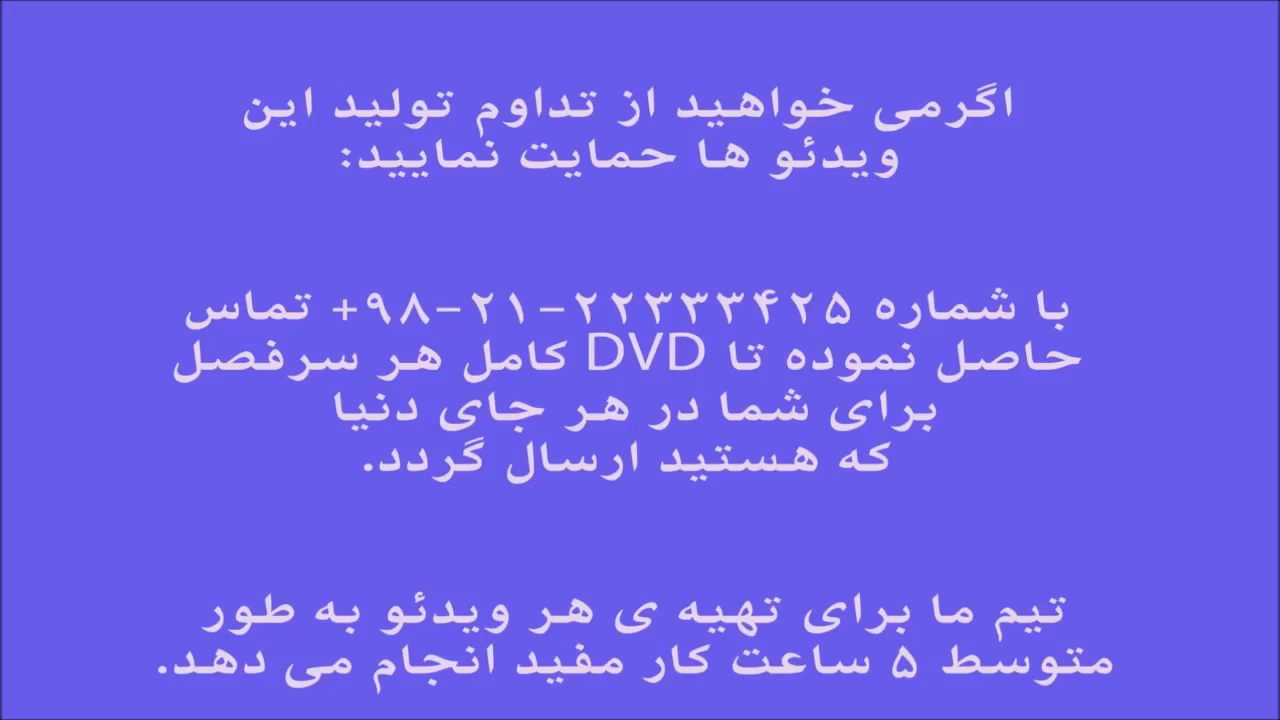 اگرمی خواهید از تداوم تولید این
ویدئو ها حمایت نمایید:
با شماره ۲۲۳۳۳۴۲۵-۲۱-۹۸+ تماس
حاصل نموده تا DVD کامل هر سرفصل
برای شما در هر جای دنیا
که هستید ارسال گردد.
تیم ما برای تهیه ی هر ویدئو به طور
متوسط ۵ ساعت کار مفید انجام می دهد.